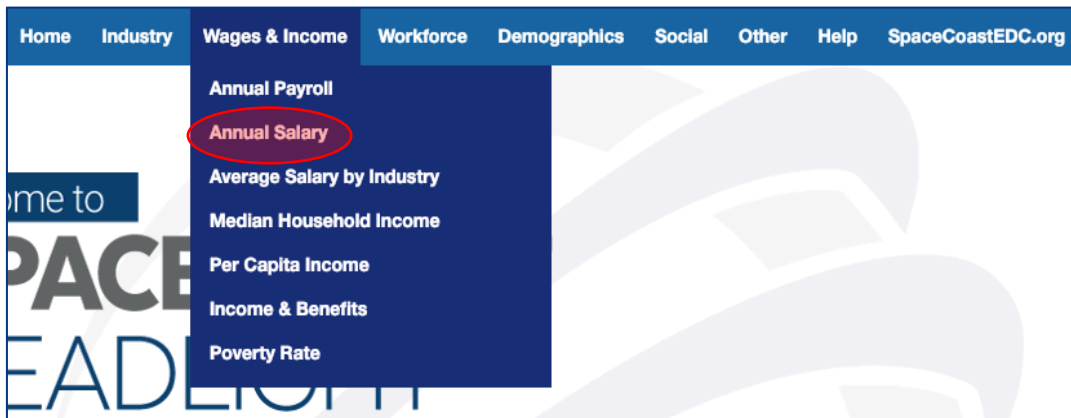 Home Industry Wages & Income Workforce Demographics Social Other Help SpaceCoastEDC.org
Annual Payroll
Annual Salary
Average Salary by Industry
Median Household Income
Per Capita Income
Income & Benefits
Poverty Rate
ome to
PACE
EADLIGHT